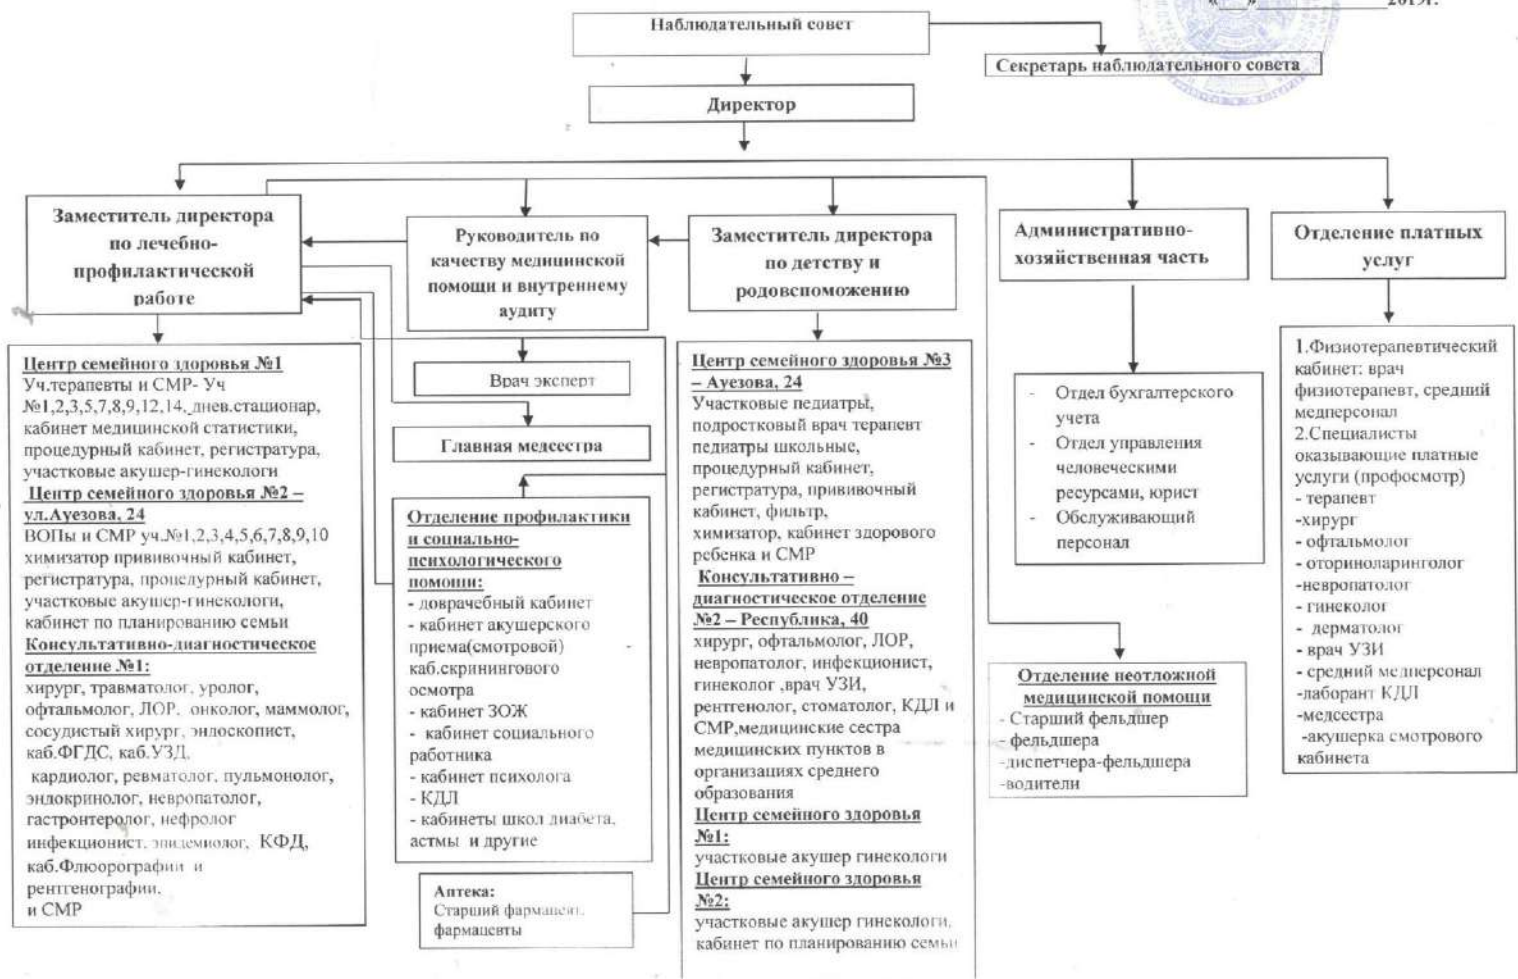 «___»______________2019г.
Наблюдательный совет
Секретарь наблюдательного совета
Директор
Заместитель директора
по лечебно-
профилактической
работе
Руководитель по
качеству медицинской
помощи и внутреннему
аудиту
Заместитель директора
по детству и
родовспоможению
Административно-
хозяйственная часть
Отделение платных
услуг
Центр семейного здоровья №1
Уч.терапевты и СМР- Уч
№1,2,3,5,7,8,9,12,14, днев.стационар,
кабинет медицинской статистики,
процедурный кабинет, регистратура,
участковые акушер-гинекологи
Центр семейного здоровья №2 –
ул.Ауезова, 24
ВОПы и СМР уч.№1,2,3,4,5,6,7,8,9,10
химизатор прививочный кабинет,
регистратура, процедурный кабинет,
участковые акушер-гинекологи,
кабинет по планированию семьи
Консультативно-диагностическое
отделение №1:
хирург, травматолог, уролог,
офтальмолог, ЛОР, онколог, маммолог,
сосудистый хирург, эндоскопист,
каб.ФГДС, каб.УЗД,
кардиолог, ревматолог, пульмонолог,
эндокринолог, невропатолог,
гастронтеролог, нефролог
инфекционист, эпидемиолог, КФД,
каб.Флюорографии и
рентгенографии,
и СМР
Врач эксперт
Главная медсестра
Отделение профилактики
и социально-
психологического
помощи:
- доврачебный кабинет
- кабинет акушерского
приема(смотровой)
каб.скринингового
осмотра
- кабинет ЗОЖ
- кабинет социального
работника
- кабинет психолога
- КДЛ
- кабинеты школ диабета,
астмы и другие
Аптека:
Старший фармацевт,
фармацевты
Центр семейного здоровья №3
– Ауезова, 24
Участковые педиатры,
подростковый врач терапевт
педиатры школьные,
процедурный кабинет,
регистратура, прививочный
кабинет, фильтр,
химизатор, кабинет здорового
ребенка и СМР
Консультативно –
диагностическое отделение
№2 – Республика, 40
хирург, офтальмолог, ЛОР,
невропатолог, инфекционист,
гинеколог ,врач УЗИ,
рентгенолог, стоматолог, КДЛ и
СМР,медицинские сестра
медицинских пунктов в
организациях среднего
образования
Центр семейного здоровья
№1:
участковые акушер гинекологи
Центр семейного здоровья
№2:
участковые акушер гинекологи,
кабинет по планированию семьи
- Отдел бухгалтерского
учета
- Отдел управления
человеческими
ресурсами, юрист
- Обслуживающий
персонал
Отделение неотложной
медицинской помощи
- Старший фельдшер
- фельдшера
-диспетчера-фельдшера
-водители
1.Физиотерапевтический
кабинет: врач
физиотерапевт, средний
медперсонал
2.Специалисты
оказывающие платные
услуги (профосмотр)
- терапевт
-хирург
- офтальмолог
- оториноларинголог
-невропатолог
- гинеколог
- дерматолог
- врач УЗИ
- средний медперсонал
-лаборант КДЛ
-медсестра
-акушерка смотрового
кабинета